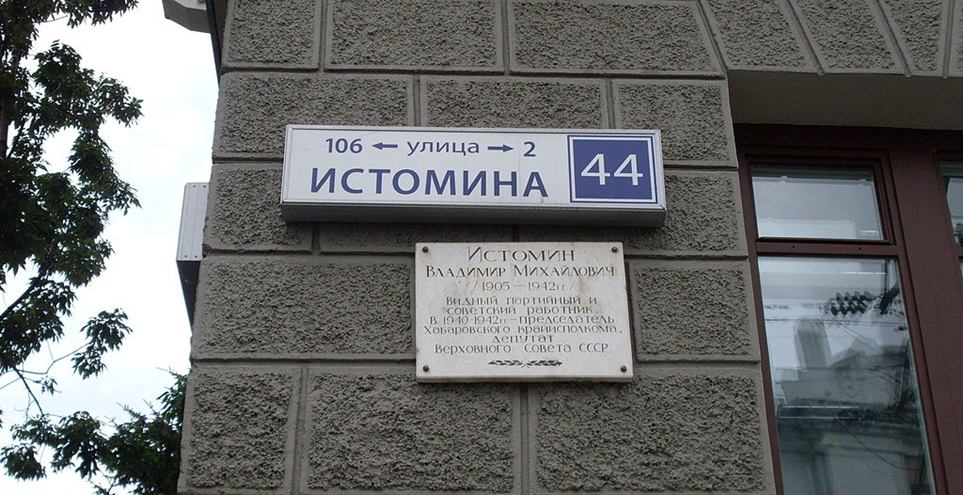 106 ← улица → 2
ИСТОМИНА
44
ИСТОМИН
ВЛАДИМИР МИХАЙЛОВИЧ
/1905—1942гг/
ВИДНЫЙ ПАРТИЙНЫЙ И
СОВЕТСКИЙ РАБОТНИК.
В 1940-1942гг.-ПРЕДСЕДАТЕЛЬ
ХАБАРОВСКОГО КРАЙИСПОЛКОМА,
ДЕПУТАТ
ВЕРХОВНОГО СОВЕТА СССР